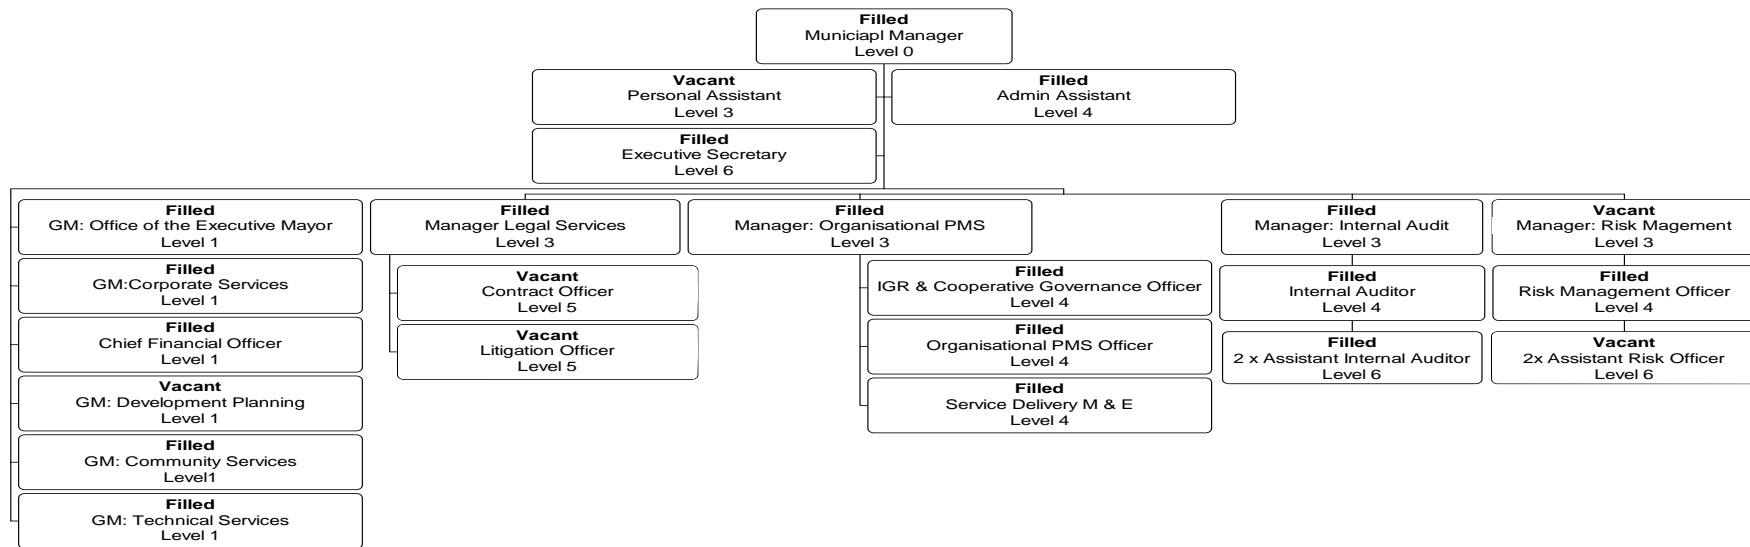 Filled
Municiapl Manager
Level 0
Vacant
Personal Assistant
Level 3
Filled
Admin Assistant
Level 4
Filled
Executive Secretary
Level 6
Filled
GM: Office of the Executive Mayor
Level 1
Filled
GM:Corporate Services
Level 1
Filled
Chief Financial Officer
Level 1
Vacant
GM: Development Planning
Level 1
Filled
GM: Community Services
Level1
Filled
GM: Technical Services
Level 1
Filled
Manager Legal Services
Level 3
Vacant
Contract Officer
Level 5
Vacant
Litigation Officer
Level 5
Filled
Manager: Organisational PMS
Level 3
Filled
IGR & Cooperative Governance Officer
Level 4
Filled
Organisational PMS Officer
Level 4
Filled
Service Delivery M & E
Level 4
Filled
Manager: Internal Audit
Level 3
Filled
Internal Auditor
Level 4
Filled
2 x Assistant Internal Auditor
Level 6
Vacant
Manager: Risk Magement
Level 3
Filled
Risk Management Officer
Level 4
Vacant
2x Assistant Risk Officer
Level 6